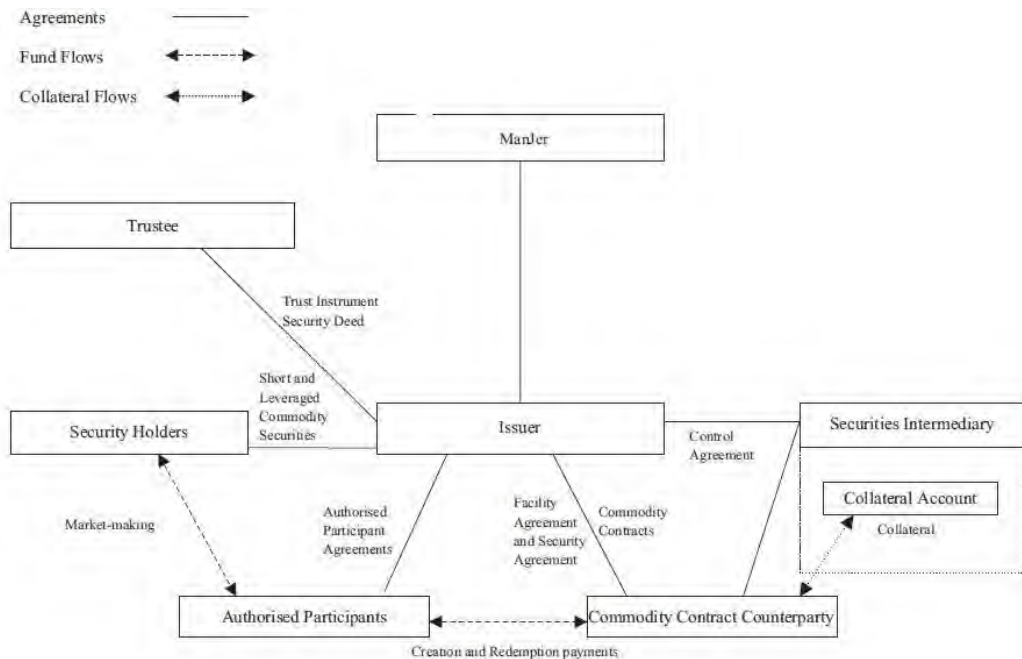 Agreements
Fund Flows
Collateral Flows
ManJer
Trustee
Trust Instrument
Security Deed
Short and
Leveraged
Commodity
Securities
Security Holders
Issuer
Securities Intermediary
Control
Agreement
Collateral Account
Collateral
Market-making
Authorised
Participant
Agreements
Facility
Agreement
and Security
Agreement
Commodity
Contracts
Authorised Participants
Commodity Contract Counterparty
Creation and Redemption payments